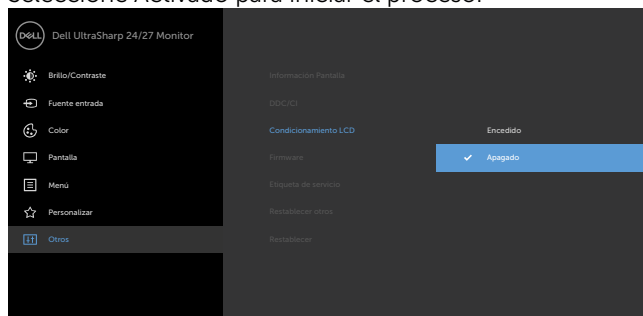 Seleccione Activado para iniciar el proceso.
DELL Dell UltraSharp 24/27 Monitor
Brillo/Contraste
Información Pantalla
Fuente entrada
DDC/CI
Color
Condicionamiento LCD
Encedido
Pantalla
Firmware
Apagado
Menú
Etiqueta de servicio
Personalizar
Restablecer otros
Otros
Restablecer